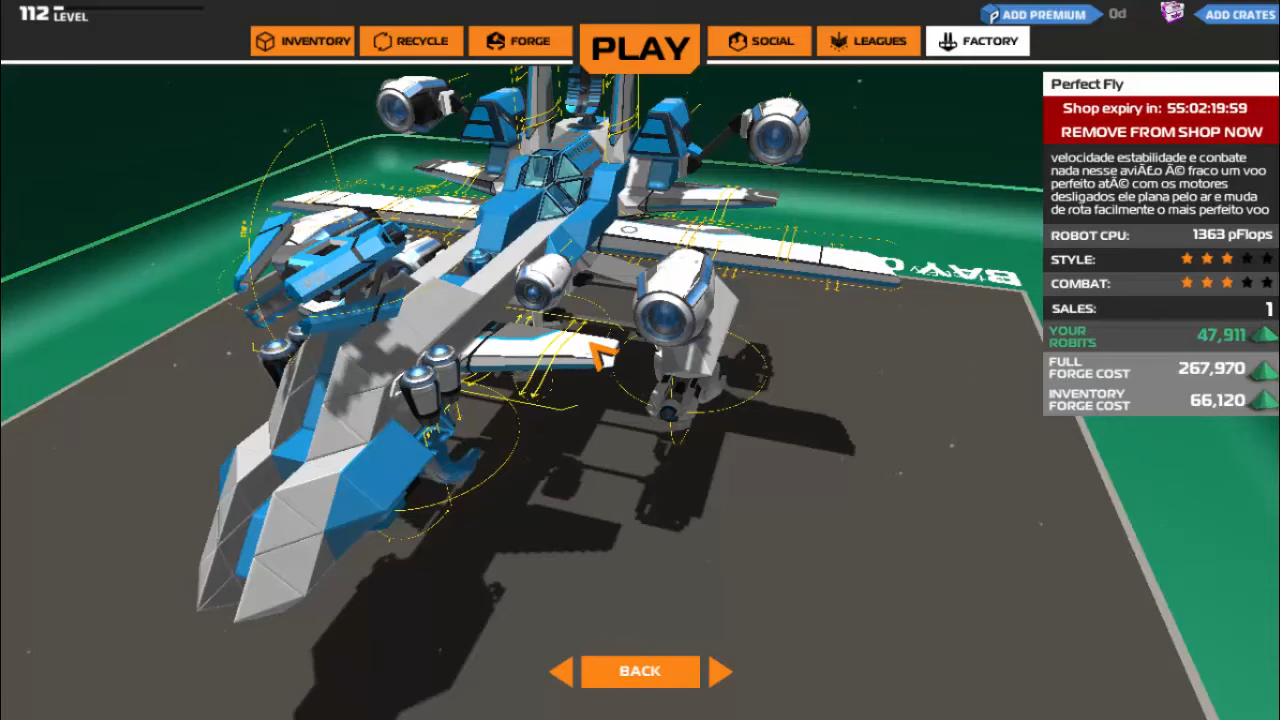 112 LEVEL
ADD PREMIUM
0d
ADD CRATES
INVENTORY
RECYCLE
FORGE
PLAY
SOCIAL
LEAGUES
FACTORY
Perfect Fly
Shop expiry in: 55:02:19:59
REMOVE FROM SHOP NOW
velocidade estabilidade e conbate
nada nesse aviÃ£o Ã© fraco um voo
perfeito atÃ© com os motores
desligados ele plana pelo ar e muda
de rota facilmente o mais perfeito voo
ROBOT CPU: 1363 pFlops
STYLE:
COMBAT:
SALES: 1
YOUR ROBITS 47,911
FULL FORGE COST 267,970
INVENTORY FORGE COST 66,120
BAY
BACK